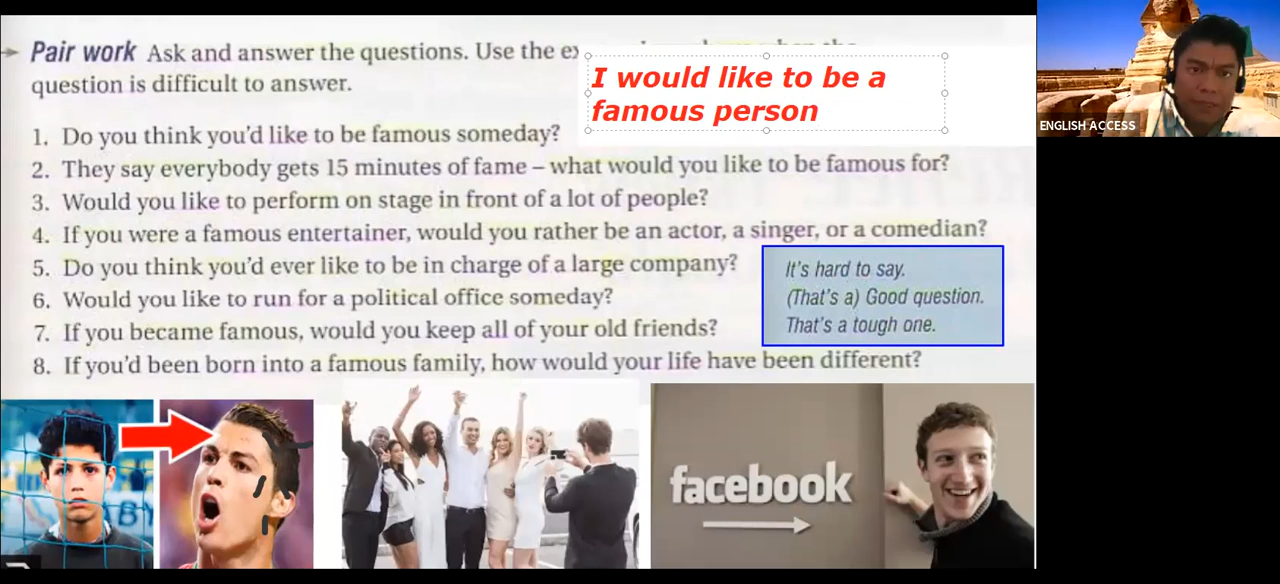 Pair work Ask and answer the questions. Use the
question is difficult to answer.
I would like to be a
famous person
1. Do you think you'd like to be famous someday?
2. They say everybody gets 15 minutes of fame – what would you like to be famous for?
3. Would you like to perform on stage in front of a lot of people?
4. If you were a famous entertainer, would you rather be an actor, a singer, or a comedian?
5. Do you think you'd ever like to be in charge of a large company?
6. Would you like to run for a political office someday?
7. If you became famous, would you keep all of your old friends?
8. If you'd been born into a famous family, how would your life have been different?
It's hard to say.
(That's a) Good question.
That's a tough one.
facebook
ENGLISH ACCESS